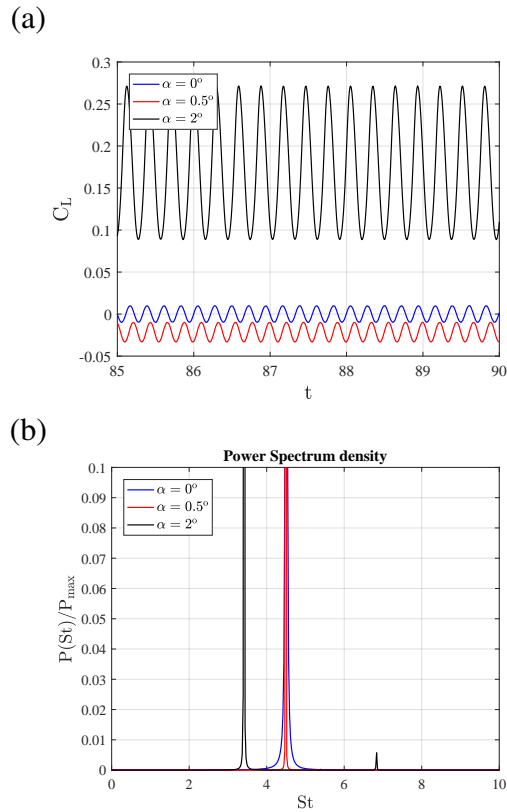 (a)
0.3
0.25
0.2
0.15
0.1
0.05
0
-0.05
C_L
α = 0°
α = 0.5°
α = 2°
85 86 87 88 89 90
t
(b)
Power Spectrum density
0.1
0.09
0.08
0.07
0.06
0.05
0.04
0.03
0.02
0.01
0
P(St)/P_max
α = 0°
α = 0.5°
α = 2°
0 2 4 6 8 10
St